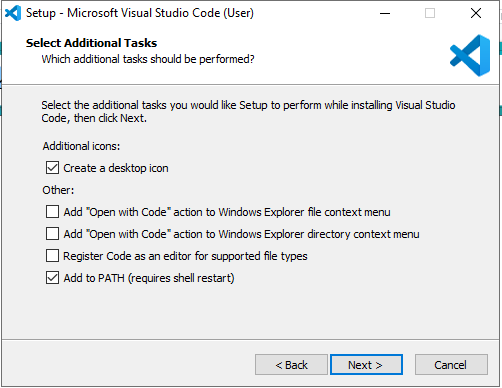 Setup - Microsoft Visual Studio Code (User)
Select Additional Tasks
Which additional tasks should be performed?
Select the additional tasks you would like Setup to perform while installing Visual Studio
Code, then click Next.
Additional icons:
Create a desktop icon
Other:
Add "Open with Code" action to Windows Explorer file context menu
Add "Open with Code" action to Windows Explorer directory context menu
Register Code as an editor for supported file types
Add to PATH (requires shell restart)
< Back
Next >
Cancel